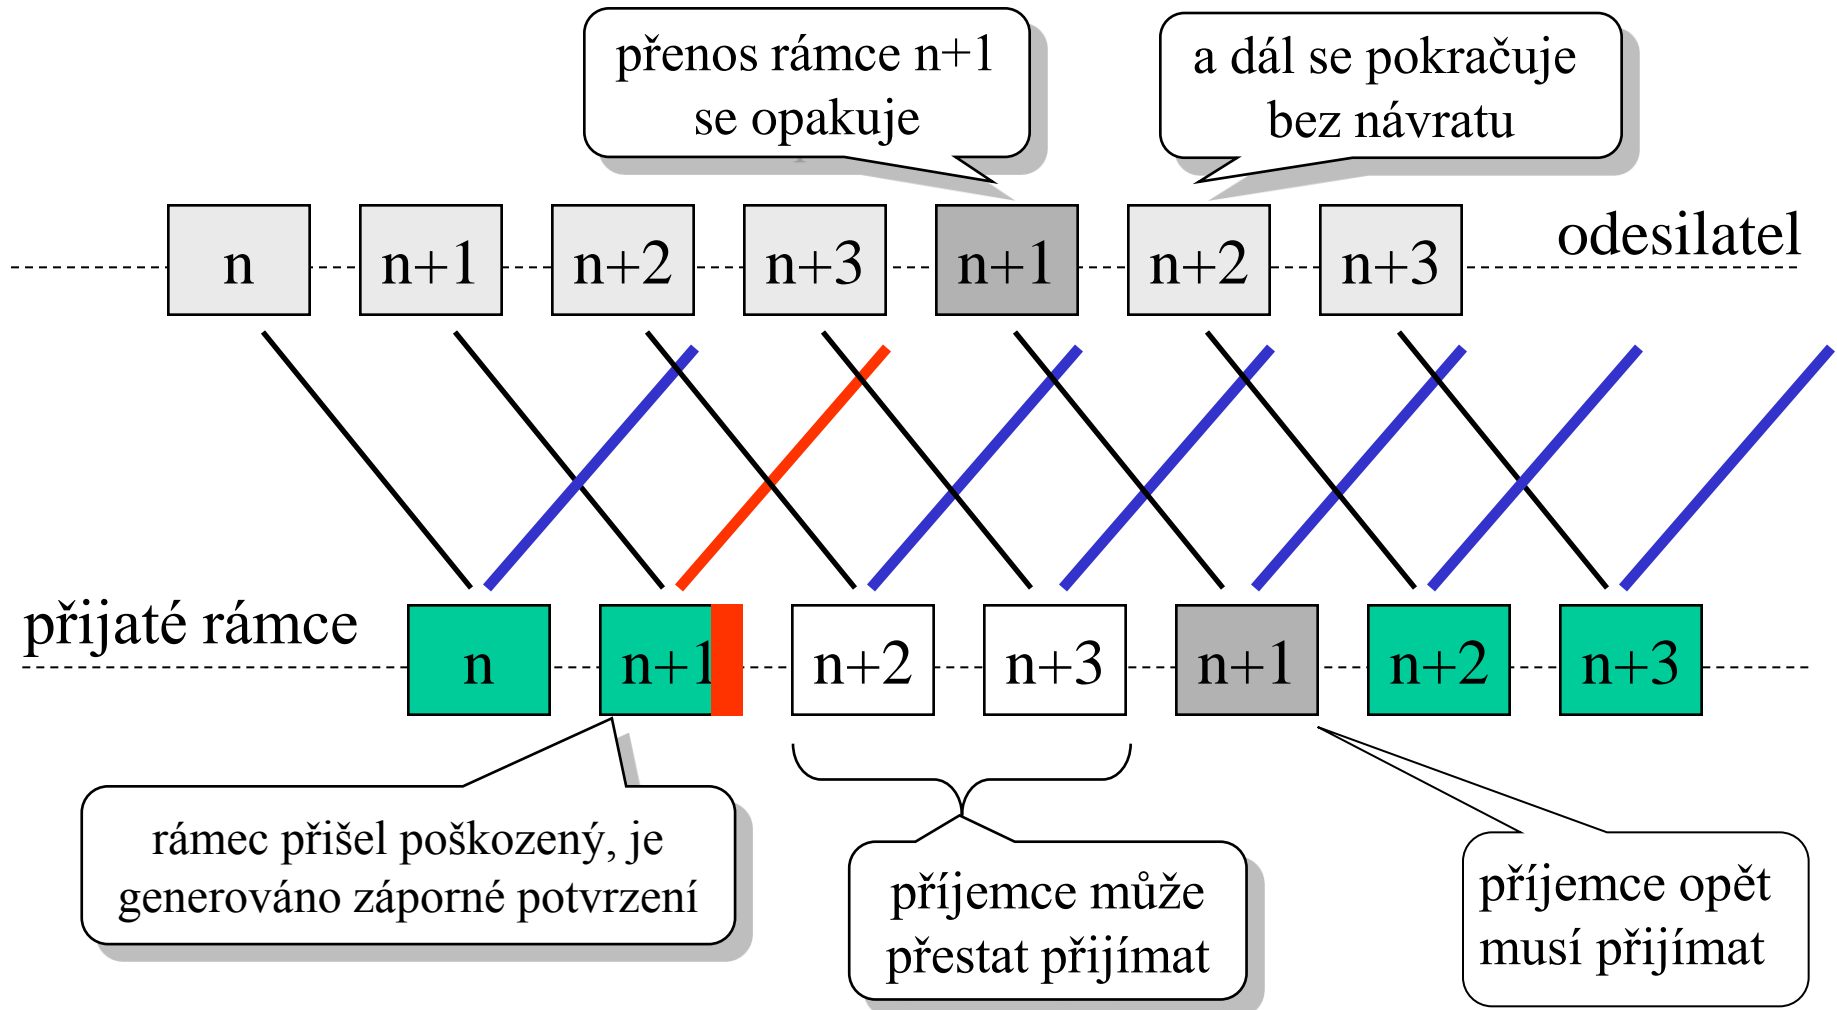 přenos rámce n+1
se opakuje
a dál se pokračuje
bez návratu
odesilatel
n n+1 n+2 n+3 n+1 n+2 n+3
přijaté rámce
n n+1 n+2 n+3 n+1 n+2 n+3
rámec přišel poškozený, je
generováno záporné potvrzení
příjemce může
přestat přijímat
příjemce opět
musí přijímat